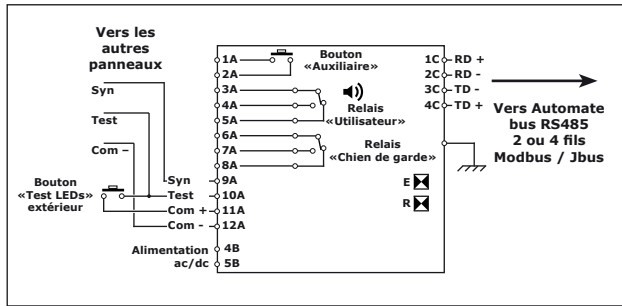 Vers les
autres
panneaux
Syn
Test
Com –
Bouton
«Test LEDs»
extérieur
Syn
Test
Com +
Com -
Alimentation
ac/dc
1A
2A
3A
4A
5A
6A
7A
8A
9A
10A
11A
12A
4B
5B
Bouton
«Auxiliaire»
Relais
«Utilisateur»
Relais
«Chien de garde»
E
R
1C
2C
3C
4C
RD +
RD -
TD -
TD +
Vers Automate
bus RS485
2 ou 4 fils
Modbus / Jbus